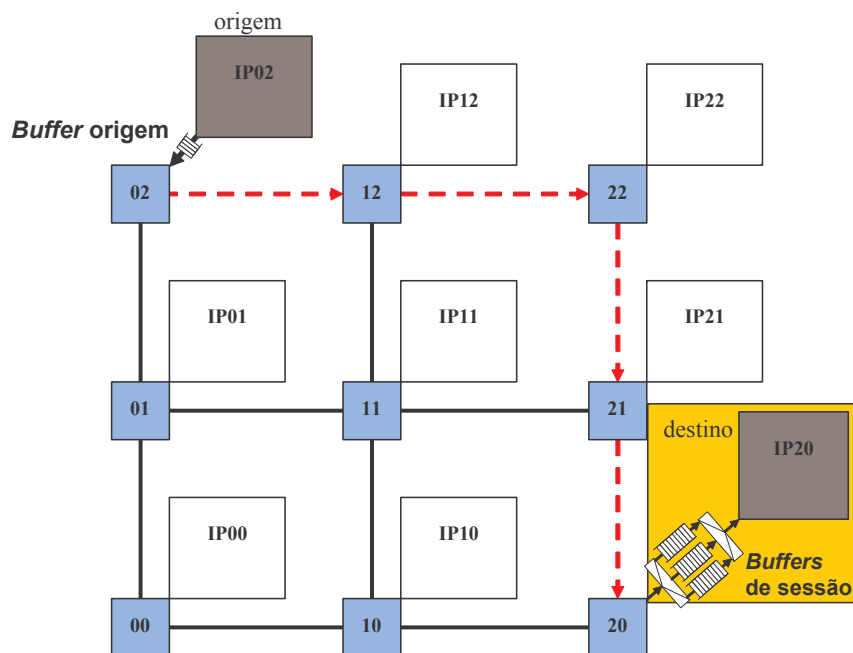 origem
IP02
IP12
IP22
Buffer origem
02
12
22
IP01
IP11
IP21
01
11
21
destino
IP20
IP00
IP10
Buffers
de sessão
00
10
20